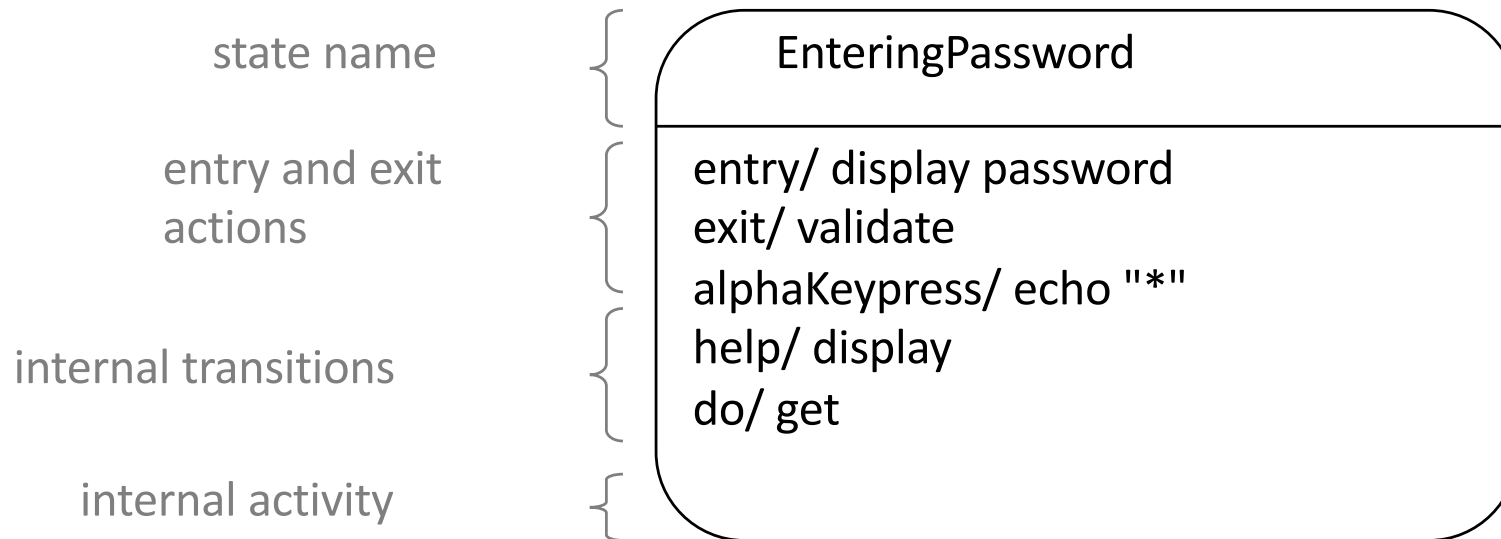 state name
EnteringPassword
entry and exit
actions
entry/ display password
exit/ validate
alphaKeypress/ echo "*"
internal transitions
help/ display
do/ get
internal activity